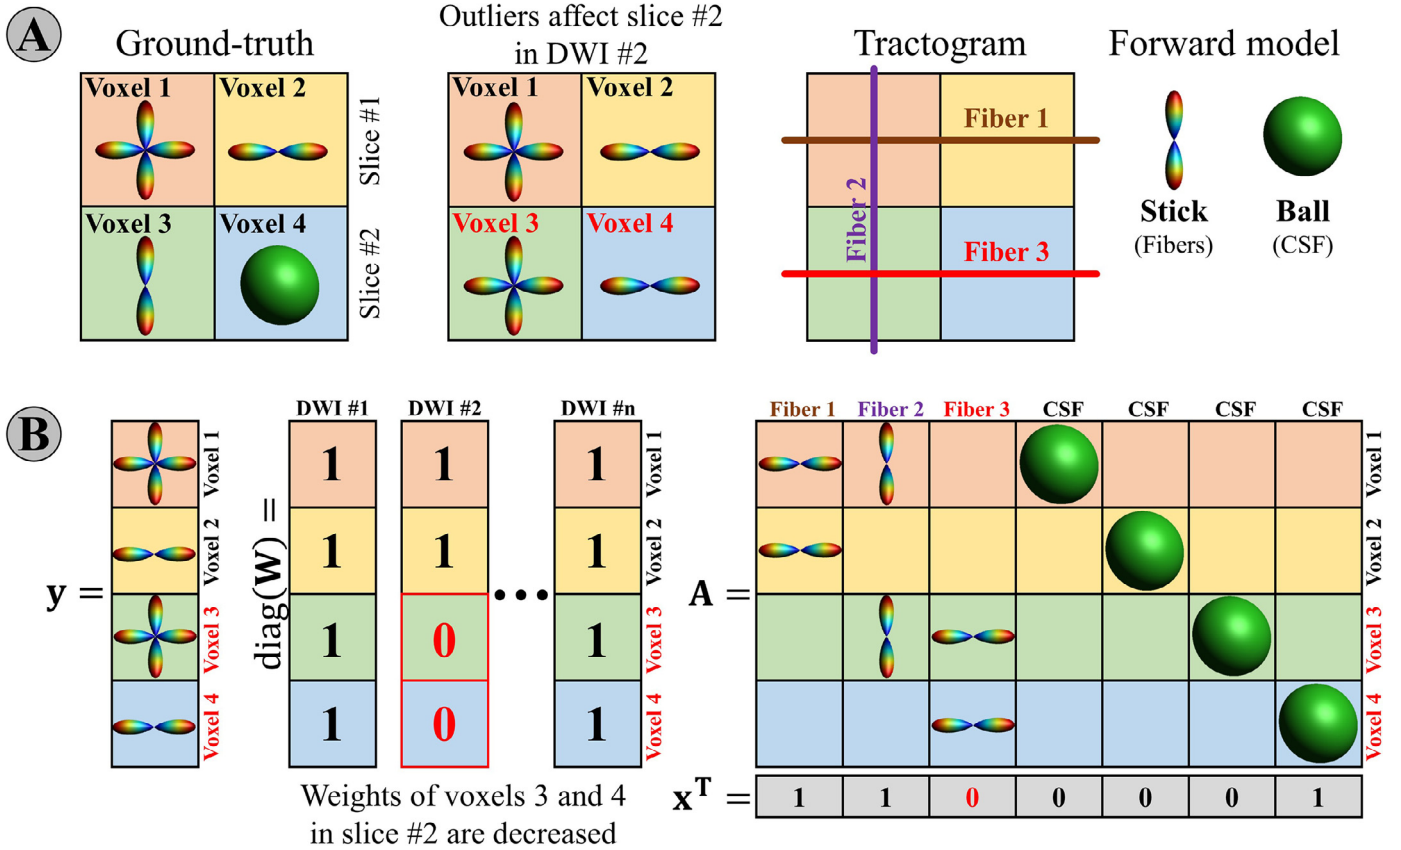 A
Ground-truth
Outliers affect slice #2
in DWI #2
Tractogram
Forward model
Voxel 1
Voxel 2
Slice #1
Voxel 3
Voxel 4
Slice #2
Voxel 1
Voxel 2
Voxel 3
Voxel 4
Fiber 1
Fiber 2
Fiber 3
Stick
(Fibers)
Ball
(CSF)
B
y =
Voxel 1
Voxel 2
Voxel 3
Voxel 4
diag(W) =
DWI #1
DWI #2
DWI #n
1 1 1
1 1 1
1 0 ••• 1
1 0 1
Voxel 1
Voxel 2
Voxel 3
Voxel 4
Weights of voxels 3 and 4
in slice #2 are decreased
A =
Fiber 1 Fiber 2 Fiber 3 CSF CSF CSF CSF
Voxel 1
Voxel 2
Voxel 3
Voxel 4
xᵀ = 1 1 0 0 0 0 1